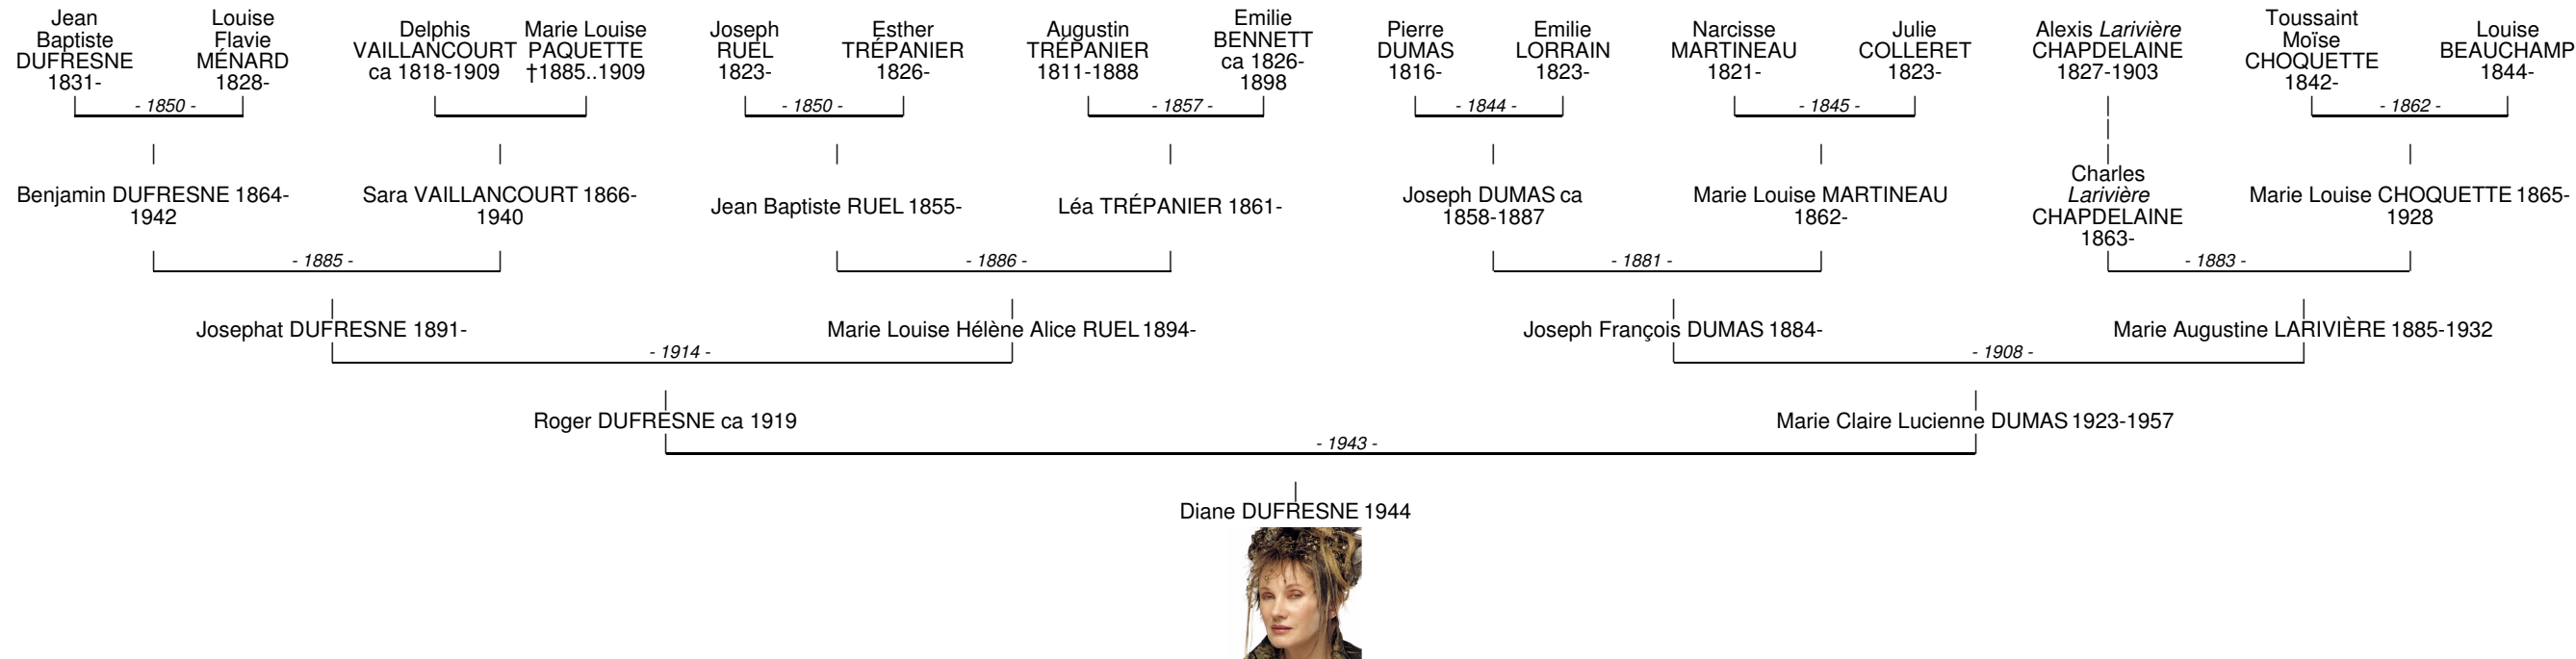 Jean
Baptiste
DUFRESNE
1831-
Louise
Flavie
MÉNARD
1828-
Delphis
VAILLANCOURT
ca 1818-1909
Marie Louise
PAQUETTE
†1885..1909
Joseph
RUEL
1823-
Esther
TRÉPANIER
1826-
Augustin
TRÉPANIER
1811-1888
Emilie
BENNETT
ca 1826-
1898
Pierre
DUMAS
1816-
Emilie
LORRAIN
1823-
Narcisse
MARTINEAU
1821-
Julie
COLLERET
1823-
Alexis Larivière
CHAPDELAINE
1827-1903
Toussaint
Moïse
CHOQUETTE
1842-
Louise
BEAUCHAMP
1844-
- 1850 -
- 1850 -
- 1857 -
- 1844 -
- 1845 -
- 1862 -
Benjamin DUFRESNE 1864-
1942
Sara VAILLANCOURT 1866-
1940
Jean Baptiste RUEL 1855-
Léa TRÉPANIER 1861-
Joseph DUMAS ca
1858-1887
Marie Louise MARTINEAU
1862-
Charles
Larivière
CHAPDELAINE
1863-
Marie Louise CHOQUETTE 1865-
1928
- 1885 -
- 1886 -
- 1881 -
- 1883 -
Josephat DUFRESNE 1891-
Marie Louise Hélène Alice RUEL 1894-
Joseph François DUMAS 1884-
Marie Augustine LARIVIÈRE 1885-1932
- 1914 -
- 1908 -
Roger DUFRESNE ca 1919
Marie Claire Lucienne DUMAS 1923-1957
- 1943 -
Diane DUFRESNE 1944